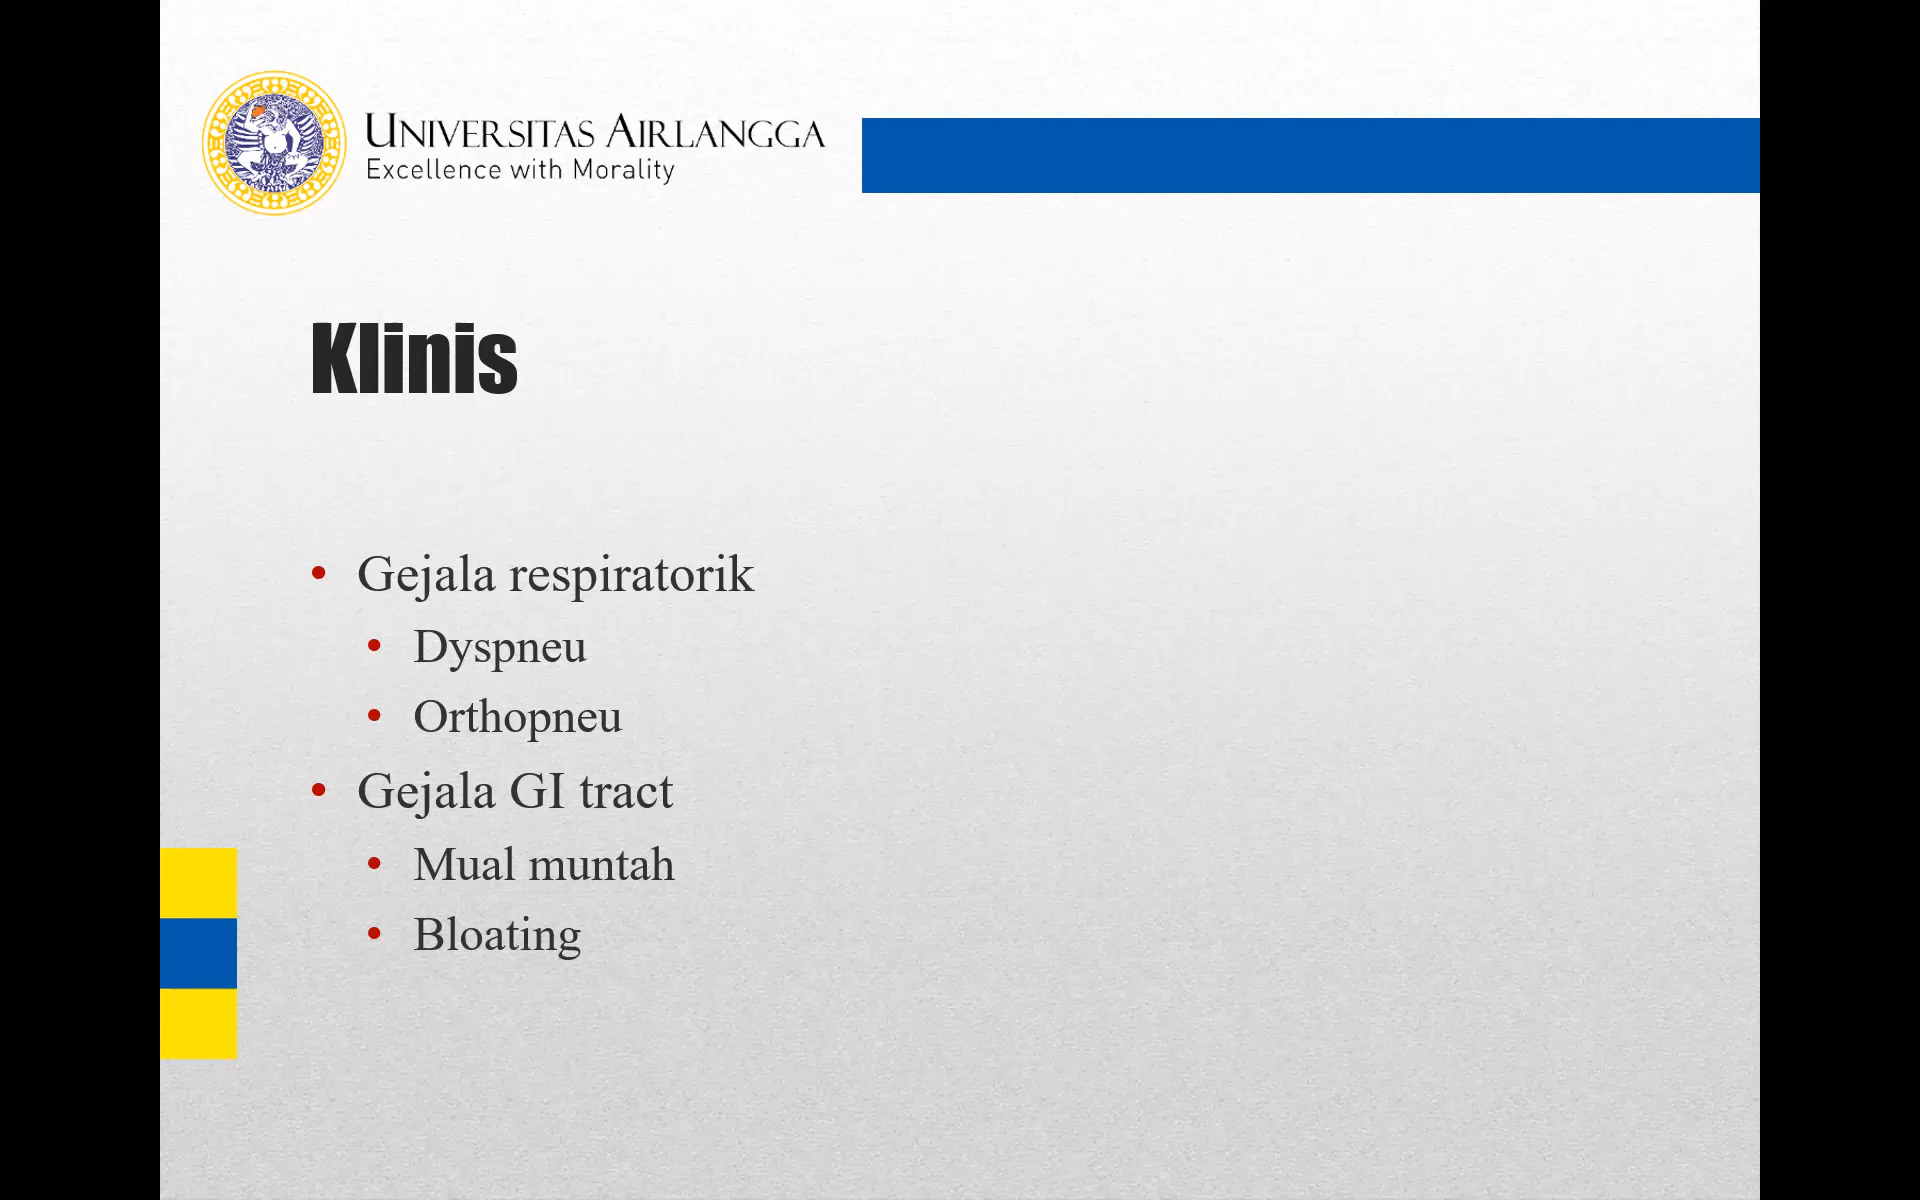 UNIVERSITAS AIRLANGGA
Excellence with Morality
Klinis
• Gejala respiratorik
• Dyspneu
• Orthopneu
• Gejala GI tract
• Mual muntah
• Bloating